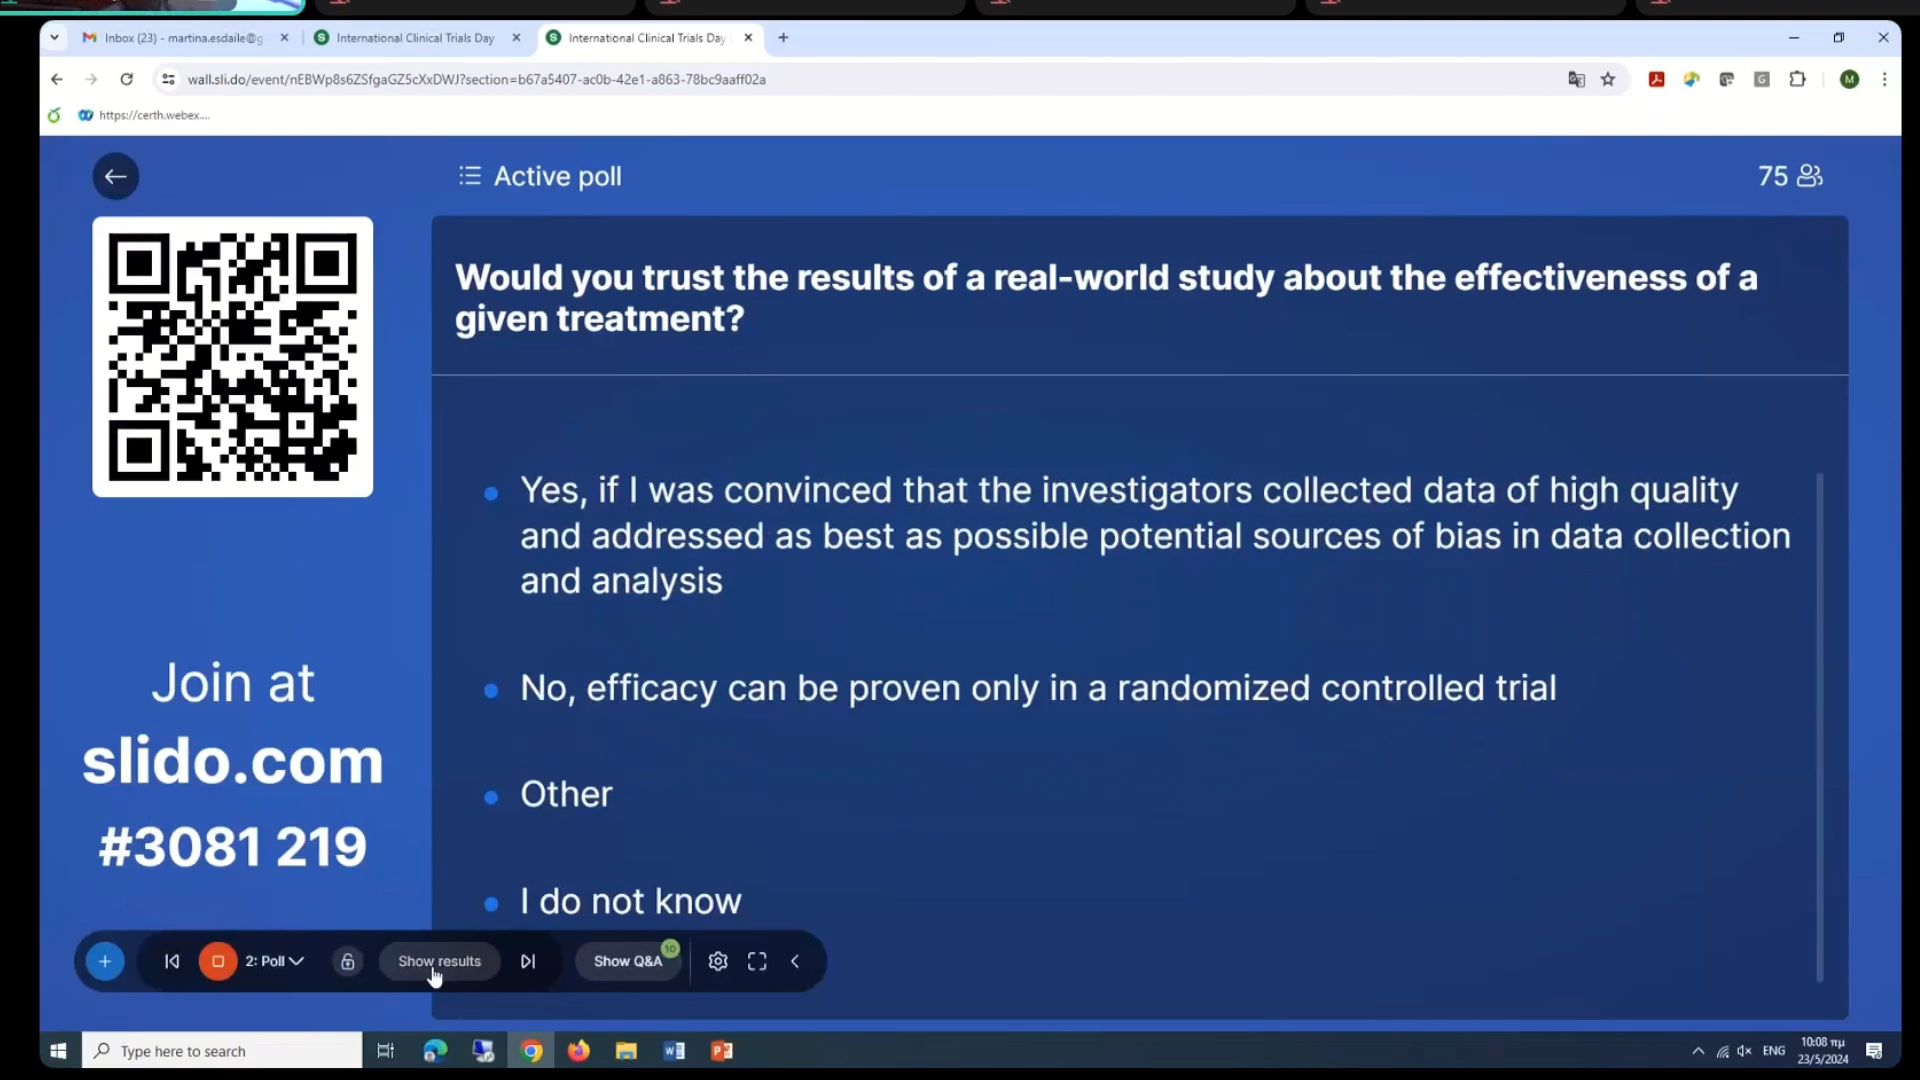 Inbox (23) - martina.esdaile@g
International Clinical Trials Day
International Clinical Trials Day
wall.sli.do/event/nEBWp8s6ZSfgaGZ5cXxDWJ?section=b67a5407-ac0b-42e1-a863-78bc9aaff02a
M
https://certh.webex....
Active poll
75
Would you trust the results of a real-world study about the effectiveness of a
given treatment?
Yes, if I was convinced that the investigators collected data of high quality
and addressed as best as possible potential sources of bias in data collection
and analysis
No, efficacy can be proven only in a randomized controlled trial
Other
I do not know
Join at
slido.com
#3081 219
2: Poll
Show results
Show Q&A
10
Type here to search
ENG
10:08 πμ
23/5/2024